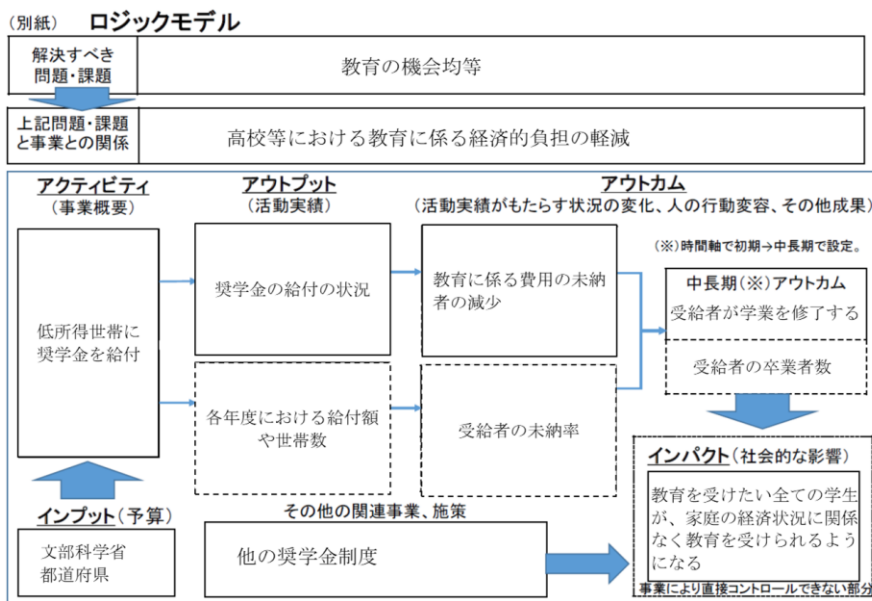 (別紙) ロジックモデル
解決すべき
問題・課題
教育の機会均等
上記問題・課題
と事業との関係
高校等における教育に係る経済的負担の軽減
アクティビティ
(事業概要)
アウトプット
(活動実績)
アウトカム
(活動実績がもたらす状況の変化、人の行動変容、その他成果)
(※)時間軸で初期→中長期で設定。
低所得世帯に
奨学金を給付
奨学金の給付の状況
教育に係る費用の未納
者の減少
中長期(※)アウトカム
受給者が学業を修了する
受給者の卒業者数
各年度における給付額
や世帯数
受給者の未納率
インプット(予算)
文部科学省
都道府県
その他の関連事業、施策
他の奨学金制度
インパクト(社会的な影響)
教育を受けたい全ての学生
が、家庭の経済状況に関係
なく教育を受けられるよう
になる
事業により直接コントロールできない部分